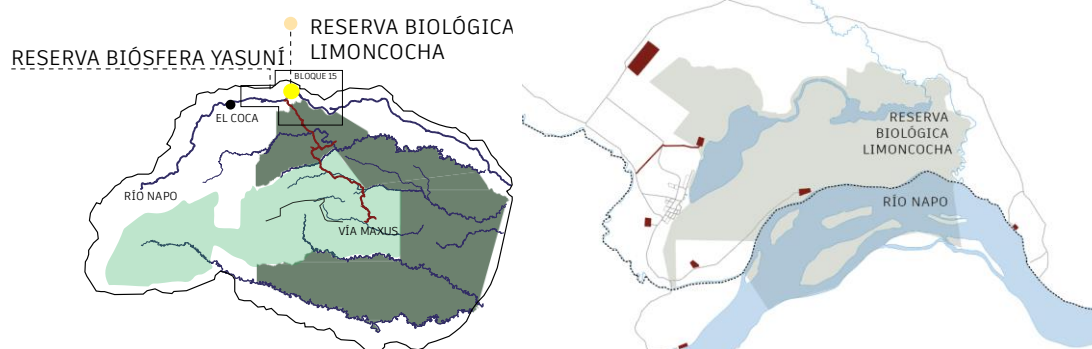 RESERVA BIOLÓGICA
LIMONCOCHA
RESERVA BIÓSFERA YASUNÍ
BLOQUE 15
EL COCA
RÍO NAPO
VÍA MAXUS
RESERVA
BIOLÓGICA
LIMONCOCHA
RÍO NAPO